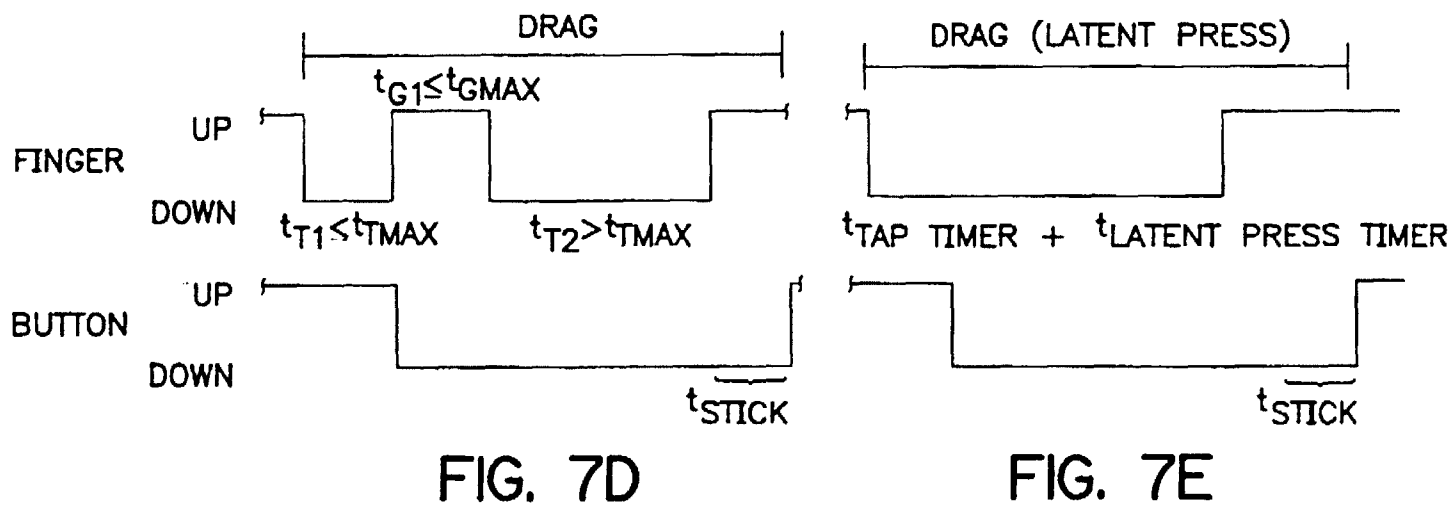 DRAG
tG1≤tGMAX
UP
FINGER
DOWN
tT1≤tTMAX
tT2>tTMAX
UP
BUTTON
DOWN
tSTICK
FIG. 7D
DRAG (LATENT PRESS)
tTAP TIMER + tLATENT PRESS TIMER
tSTICK
FIG. 7E